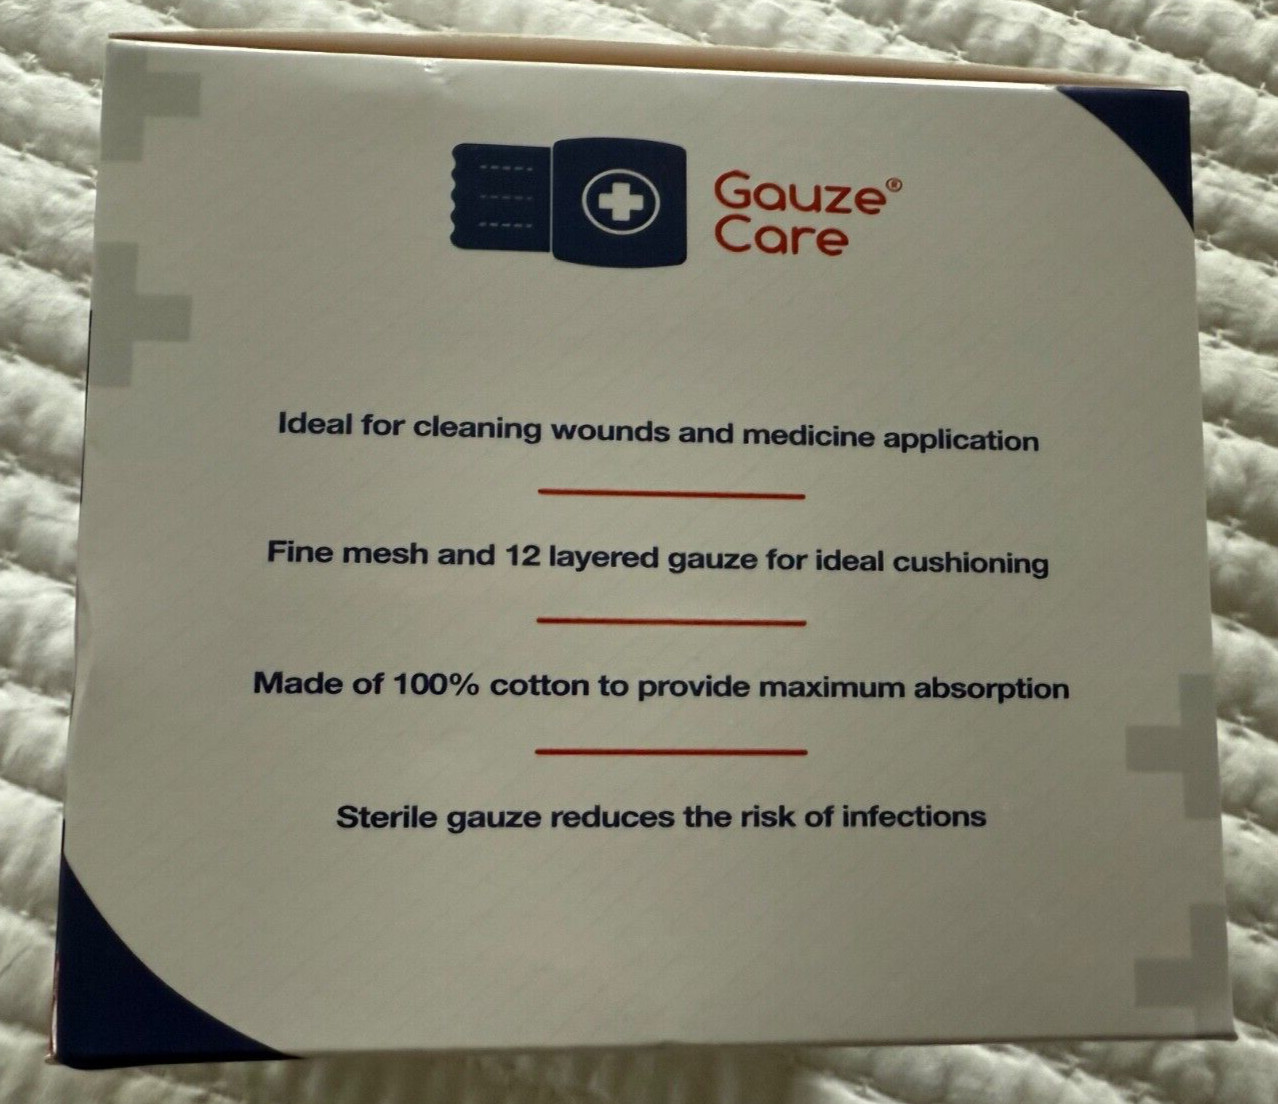 Gauze®
Care
Ideal for cleaning wounds and medicine application
Fine mesh and 12 layered gauze for ideal cushioning
Made of 100% cotton to provide maximum absorption
Sterile gauze reduces the risk of infections